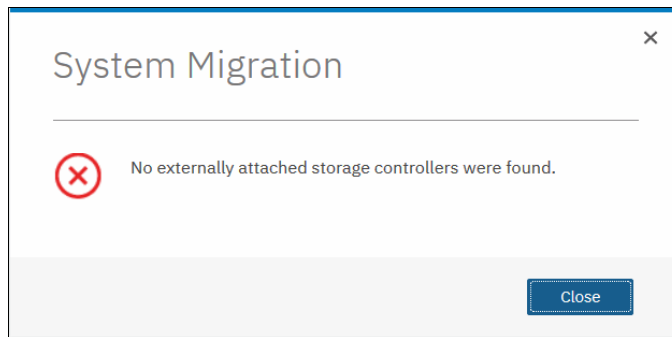 System Migration
No externally attached storage controllers were found.
Close